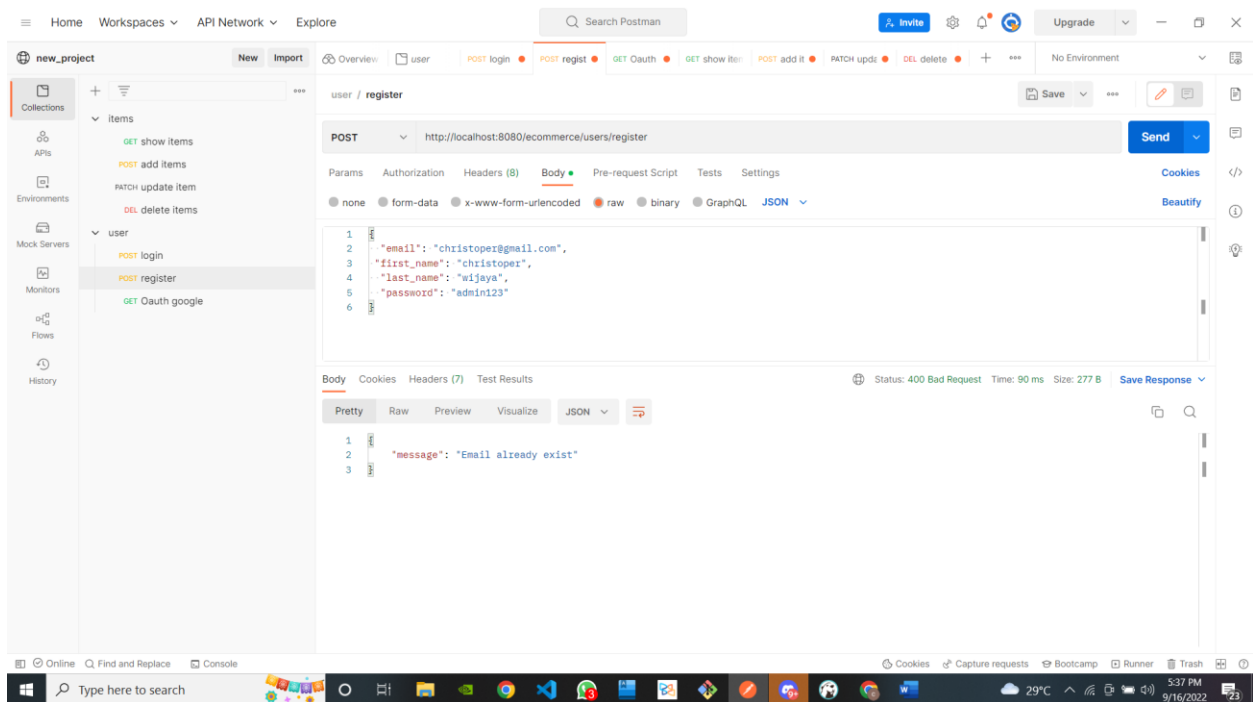 Home Workspaces API Network Explore Search Postman Invite Upgrade
new_project New Import Overview user POST login POST regist GET Oauth GET show iter POST add it PATCH upda DEL delete No Environment
Collections
APIs
Environments
Mock Servers
Monitors
Flows
History
items
GET show items
POST add items
PATCH update item
DEL delete items
user
POST login
POST register
GET Oauth google
user / register Save
POST http://localhost:8080/ecommerce/users/register Send
Params Authorization Headers (8) Body Pre-request Script Tests Settings Cookies
none form-data x-www-form-urlencoded raw binary GraphQL JSON Beautify
1 {
2 "email": "christoper@gmail.com",
3 "first_name": "christoper",
4 "last_name": "wijaya",
5 "password": "admin123"
6 }
Body Cookies Headers (7) Test Results Status: 400 Bad Request Time: 90 ms Size: 277 B Save Response
Pretty Raw Preview Visualize JSON
1 {
2 "message": "Email already exist"
3 }
Online Find and Replace Console Cookies Capture requests Bootcamp Runner Trash
Type here to search 29°C 5:37 PM
9/16/2022 23